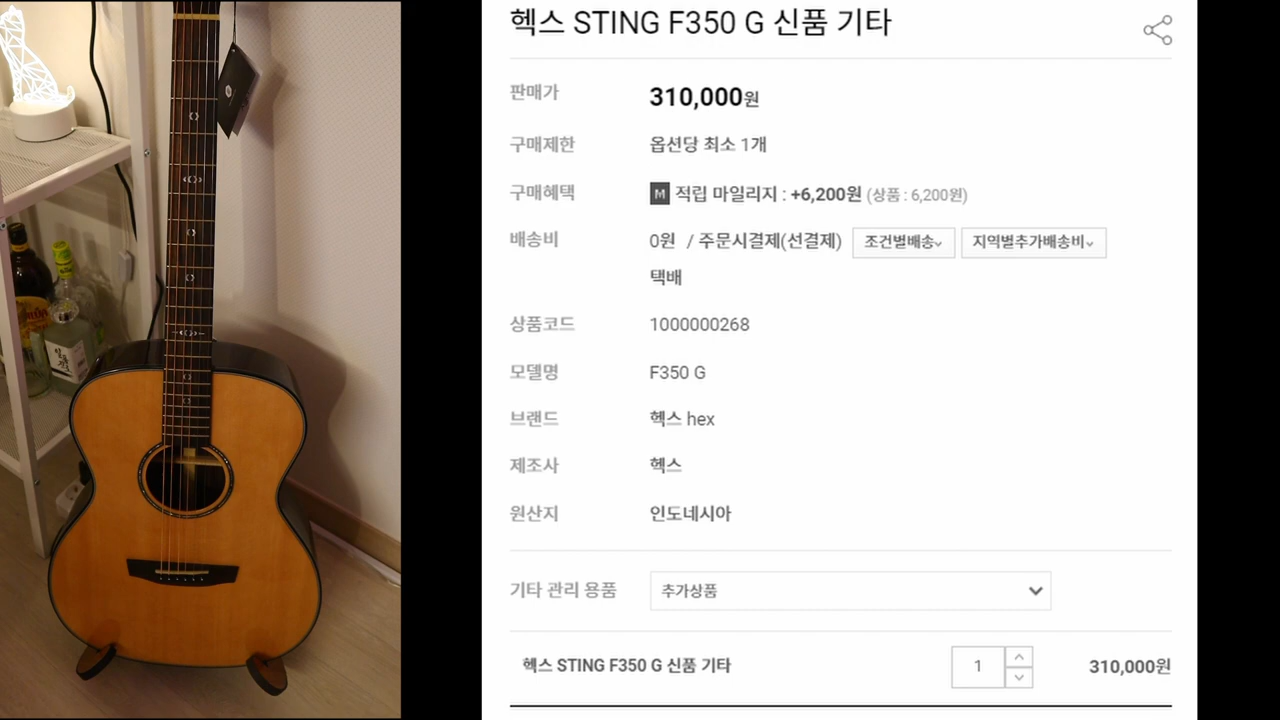 헥스 STING F350 G 신품 기타
판매가 310,000원
구매제한 옵션당 최소 1개
구매혜택 M 적립 마일리지 : +6,200원 (상품 : 6,200원)
배송비 0원 / 주문시결제(선결제) 조건별배송 지역별추가배송비
택배
상품코드 1000000268
모델명 F350 G
브랜드 헥스 hex
제조사 헥스
원산지 인도네시아
기타 관리 용품 추가상품
헥스 STING F350 G 신품 기타 1 310,000원